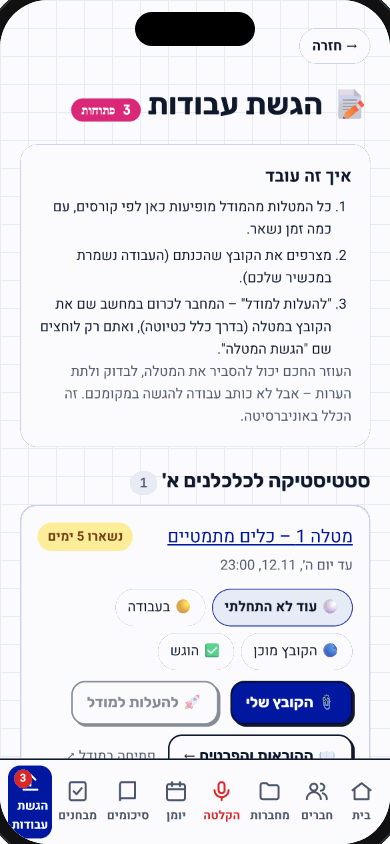 חזרה →
הגשת עבודות 3 פתוחות
איך זה עובד
1. כל המטלות מהמודל מופיעות כאן לפי קורסים, עם
כמה זמן נשאר.
2. מצרפים את הקובץ שהכנתם (העבודה נשמרת
במכשיר שלכם).
3. "להעלות למודל" – המחבר לכרום במחשב שם את
הקובץ במטלה (בדרך כלל כטיוטה), ואתם רק לוחצים
שם "הגשת המטלה".
העוזר החכם יכול להסביר את המטלה, לבדוק ולתת
הערות – אבל לא כותב עבודה להגשה במקומכם. זה
הכלל באוניברסיטה.
סטטיסטיקה לכלכלנים א' 1
מטלה 1 – כלים מתמטיים
נשארו 5 ימים
עד יום ה', 12.11, 23:00
עוד לא התחלתי
בעבודה
הקובץ מוכן
הוגש
הקובץ שלי
להעלות למודל
ההוראות והפרטים ←
פתיחה במודל ↗
בית
חברים
מחברות
הקלטה
יומן
סיכומים
מבחנים
3
הגשת
עבודות